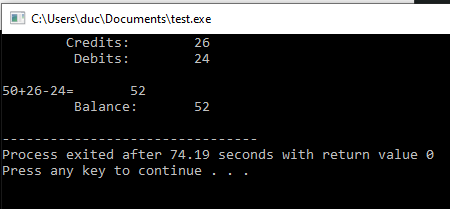 C:\Users\duc\Documents\test.exe
Credits: 26
Debits: 24
50+26-24= 52
Balance: 52
--------------------------------
Process exited after 74.19 seconds with return value 0
Press any key to continue . . .